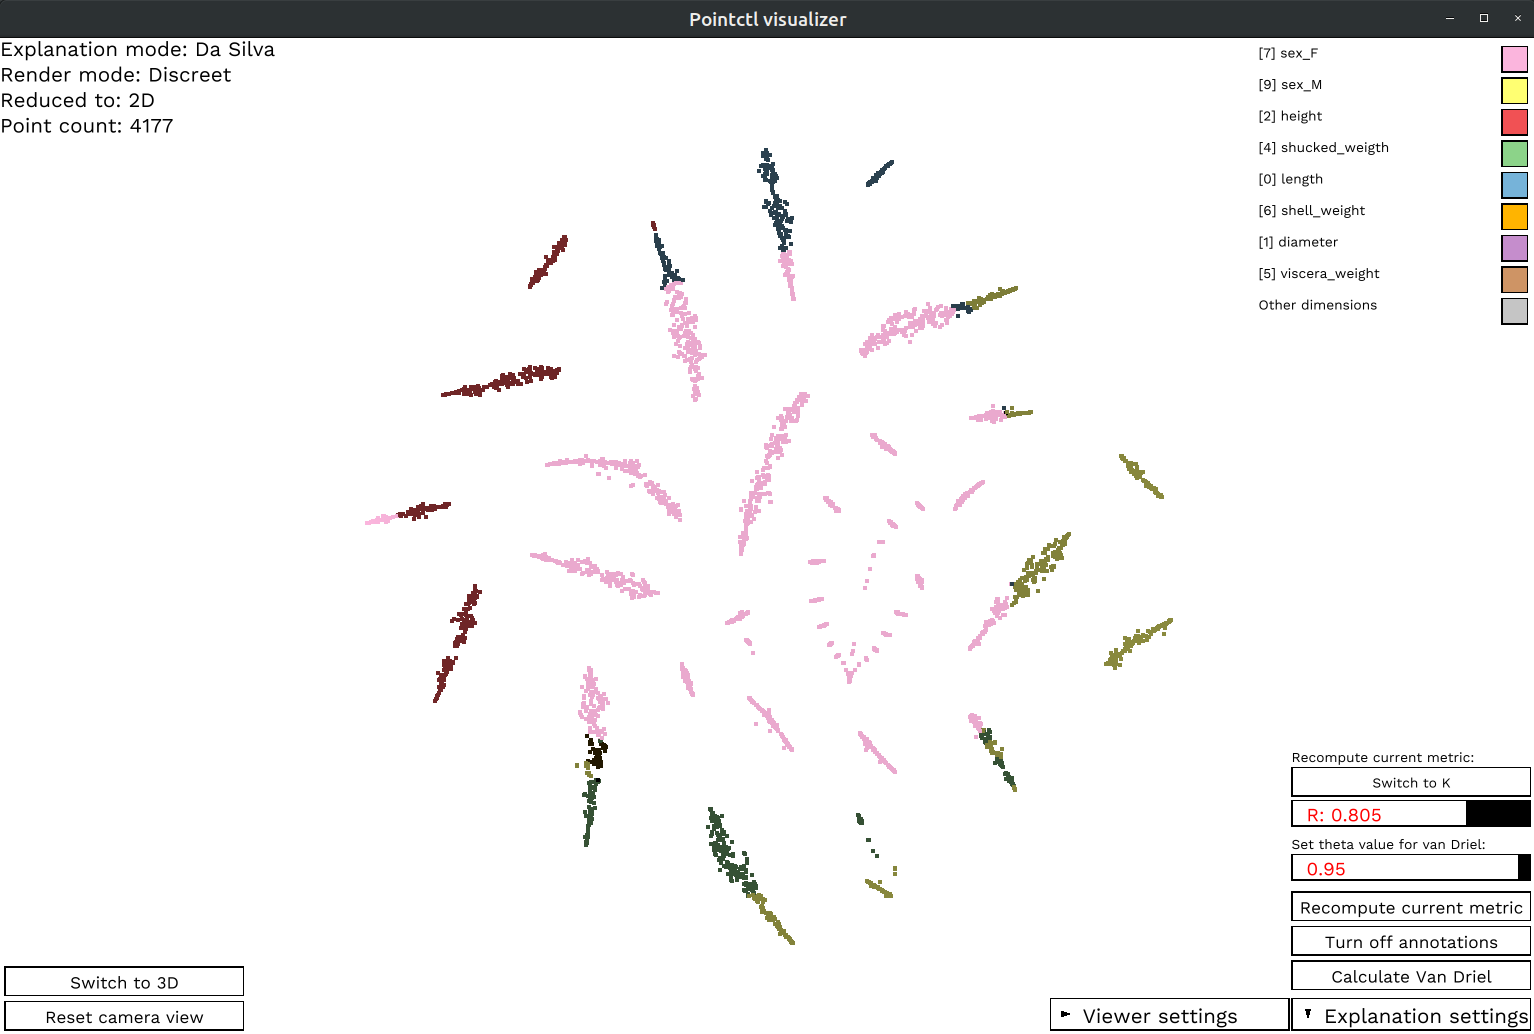 Pointctl visualizer
Explanation mode: Da Silva
Render mode: Discreet
Reduced to: 2D
Point count: 4177
[7] sex_F
[9] sex_M
[2] height
[4] shucked_weigth
[0] length
[6] shell_weight
[1] diameter
[5] viscera_weight
Other dimensions
Recompute current metric:
Switch to K
R: 0.805
Set theta value for van Driel:
0.95
Recompute current metric
Turn off annotations
Calculate Van Driel
Switch to 3D
Reset camera view
Viewer settings
Explanation settings